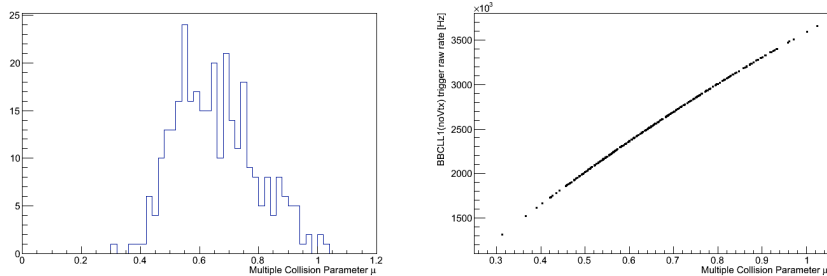 25
20
15
10
5
0
0 0.2 0.4 0.6 0.8 1 1.2
Multiple Collision Parameter μ
×10³
BBCLL1(noVtx) trigger raw rate [Hz]
3500
3000
2500
2000
1500
0.3 0.4 0.5 0.6 0.7 0.8 0.9 1
Multiple Collision Parameter μ